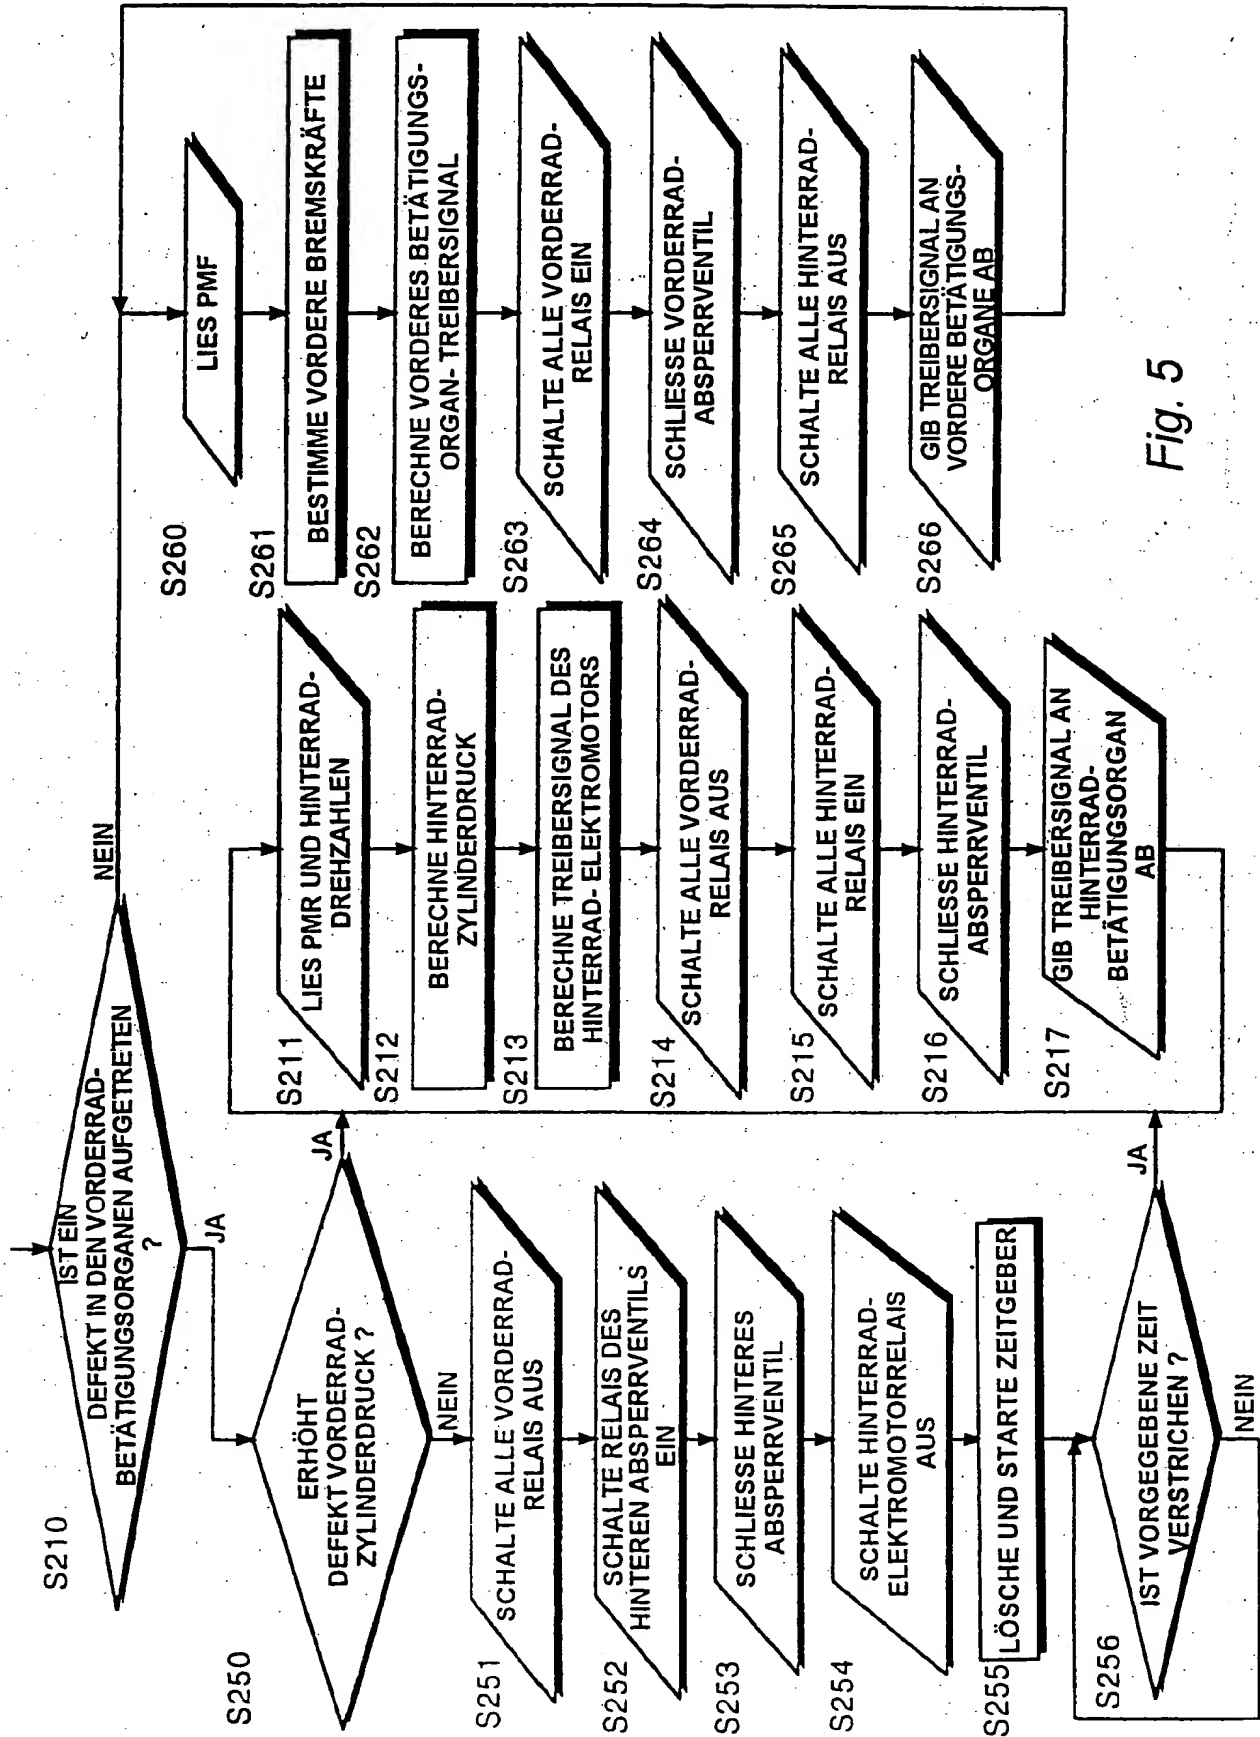 S210
IST EIN
DEFEKT IN DEN VORDERRAD-
BETÄTIGUNGSORGANEN AUFGETRETEN
?
NEIN
JA
S250
ERHÖHT
DEFEKT VORDERRAD-
ZYLINDERDRUCK ?
JA
NEIN
S251
SCHALTE ALLE VORDERRAD-
RELAIS AUS
S252
SCHALTE RELAIS DES
HINTEREN ABSPERRVENTILS
EIN
S253
SCHLIESSE HINTERES
ABSPERRVENTIL
S254
SCHALTE HINTERRAD-
ELEKTROMOTORRELAIS
AUS
S255
LÖSCHE UND STARTE ZEITGEBER
S256
IST VORGEGEBENE ZEIT
VERSTRICHEN ?
JA
NEIN
S211
LIES PMR UND HINTERRAD-
DREHZAHLEN
S212
BERECHNE HINTERRAD-
ZYLINDERDRUCK
S213
BERECHNE TREIBERSIGNAL DES
HINTERRAD- ELEKTROMOTORS
S214
SCHALTE ALLE VORDERRAD-
RELAIS AUS
S215
SCHALTE ALLE HINTERRAD-
RELAIS EIN
S216
SCHLIESSE HINTERRAD-
ABSPERRVENTIL
S217
GIB TREIBERSIGNAL AN
HINTERRAD-
BETÄTIGUNGSORGAN
AB
S260
LIES PMF
S261
BESTIMME VORDERE BREMSKRÄFTE
S262
BERECHNE VORDERES BETÄTIGUNGS-
ORGAN- TREIBERSIGNAL
S263
SCHALTE ALLE VORDERRAD-
RELAIS EIN
S264
SCHLIESSE VORDERRAD-
ABSPERRVENTIL
S265
SCHALTE ALLE HINTERRAD-
RELAIS AUS
S266
GIB TREIBERSIGNAL AN
VORDERE BETÄTIGUNGS-
ORGANE AB
Fig. 5